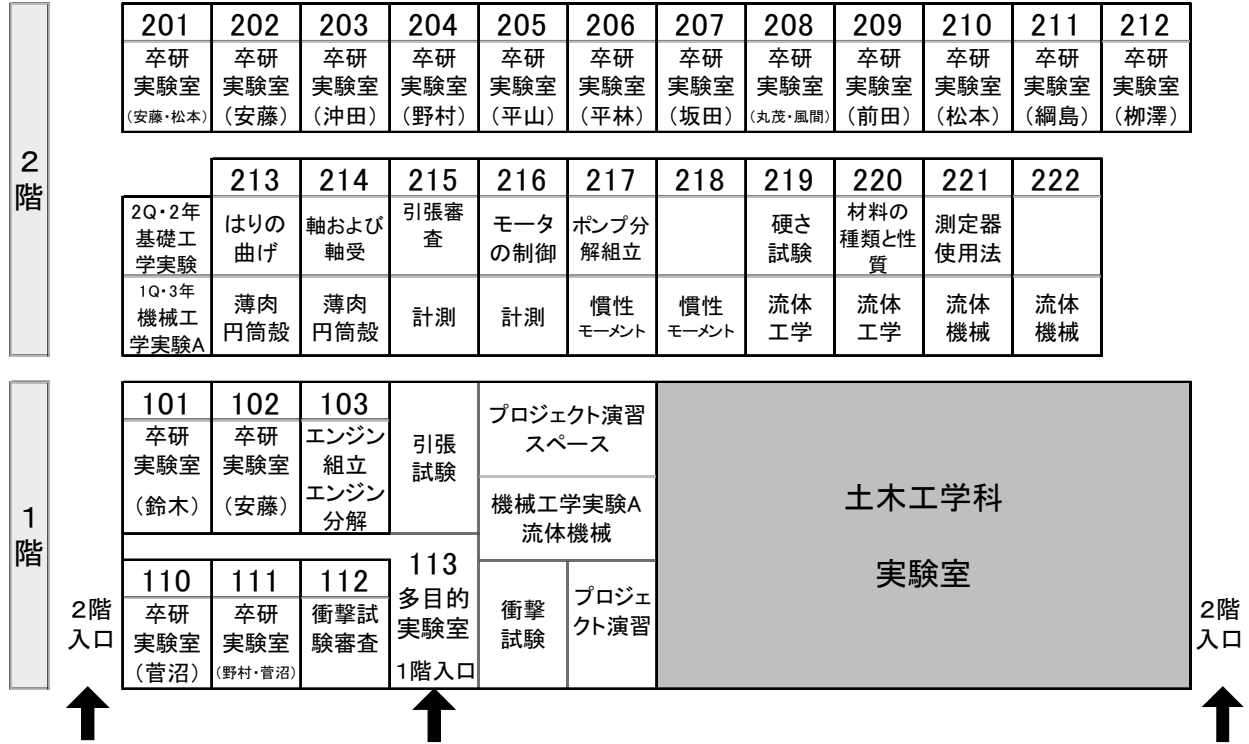 2階
201 202 203 204 205 206 207 208 209 210 211 212
卒研 卒研 卒研 卒研 卒研 卒研 卒研 卒研 卒研 卒研 卒研 卒研
実験室 実験室 実験室 実験室 実験室 実験室 実験室 実験室 実験室 実験室 実験室 実験室
(安藤・松本) (安藤) (沖田) (野村) (平山) (平林) (坂田) (丸茂・風間) (前田) (松本) (綱島) (栁澤)
213 214 215 216 217 218 219 220 221 222
2Q・2年
基礎工
学実験
はりの
曲げ
軸および
軸受
引張審
査
モータ
の制御
ポンプ分
解組立
硬さ
試験
材料の
種類と性
質
測定器
使用法
1Q・3年
機械工
学実験A
薄肉
円筒殻
薄肉
円筒殻
計測
計測
慣性
モーメント
慣性
モーメント
流体
工学
流体
工学
流体
機械
流体
機械
1階
101
卒研
実験室
(鈴木)
102
卒研
実験室
(安藤)
103
エンジン
組立
エンジン
分解
引張
試験
プロジェクト演習
スペース
機械工学実験A
流体機械
土木工学科
実験室
2階
入口
110
卒研
実験室
(菅沼)
111
卒研
実験室
(野村・菅沼)
112
衝撃試
験審査
113
多目的
実験室
1階入口
衝撃
試験
プロジェ
クト演習
2階
入口